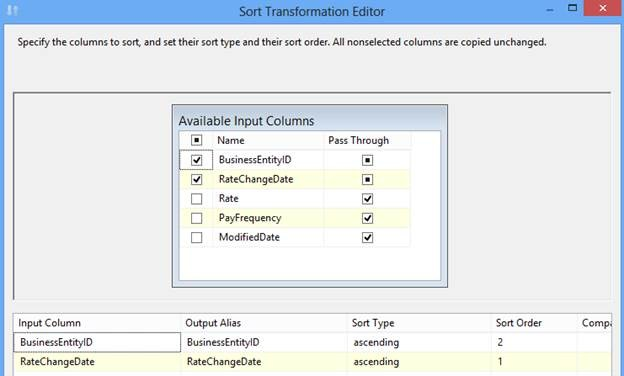 Sort Transformation Editor
Specify the columns to sort, and set their sort type and their sort order. All nonselected columns are copied unchanged.
Available Input Columns
Name Pass Through
BusinessEntityID
RateChangeDate
Rate
PayFrequency
ModifiedDate
Input Column Output Alias Sort Type Sort Order
BusinessEntityID BusinessEntityID ascending 2
RateChangeDate RateChangeDate ascending 1